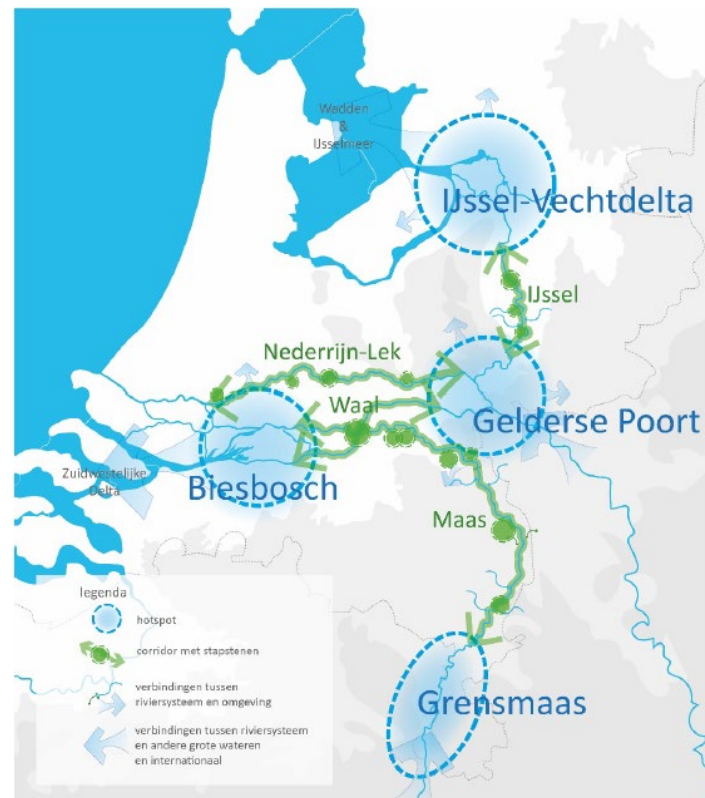 Wadden
&
IJsselmeer
IJssel-Vechtdelta
IJssel
Nederrijn-Lek
Waal
Gelderse Poort
Zuidwestelijke
Delta
Biesbosch
Maas
Grensmaas
legenda
hotspot
corridor met stapstenen
verbindingen tussen
riviersysteem en omgeving
verbindingen tussen riviersysteem
en andere grote wateren
en internationaal